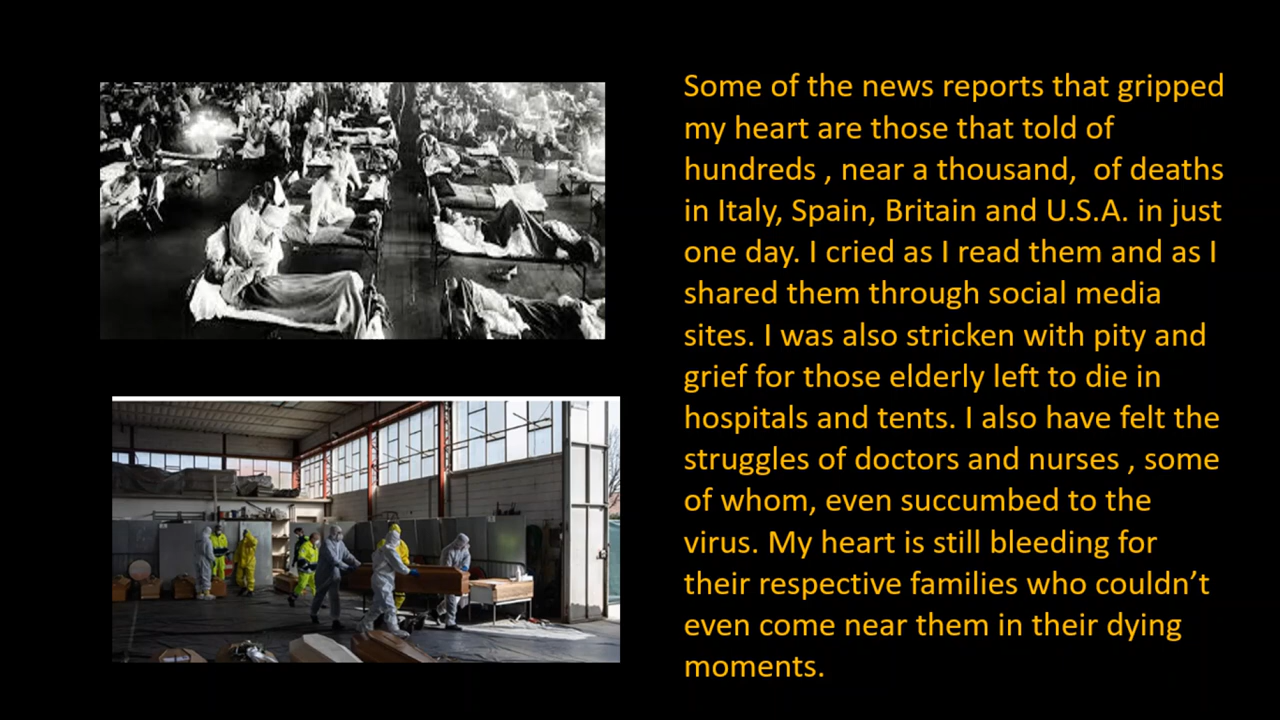 Some of the news reports that gripped
my heart are those that told of
hundreds , near a thousand,  of deaths
in Italy, Spain, Britain and U.S.A. in just
one day. I cried as I read them and as I
shared them through social media
sites. I was also stricken with pity and
grief for those elderly left to die in
hospitals and tents. I also have felt the
struggles of doctors and nurses , some
of whom, even succumbed to the
virus. My heart is still bleeding for
their respective families who couldn’t
even come near them in their dying
moments.